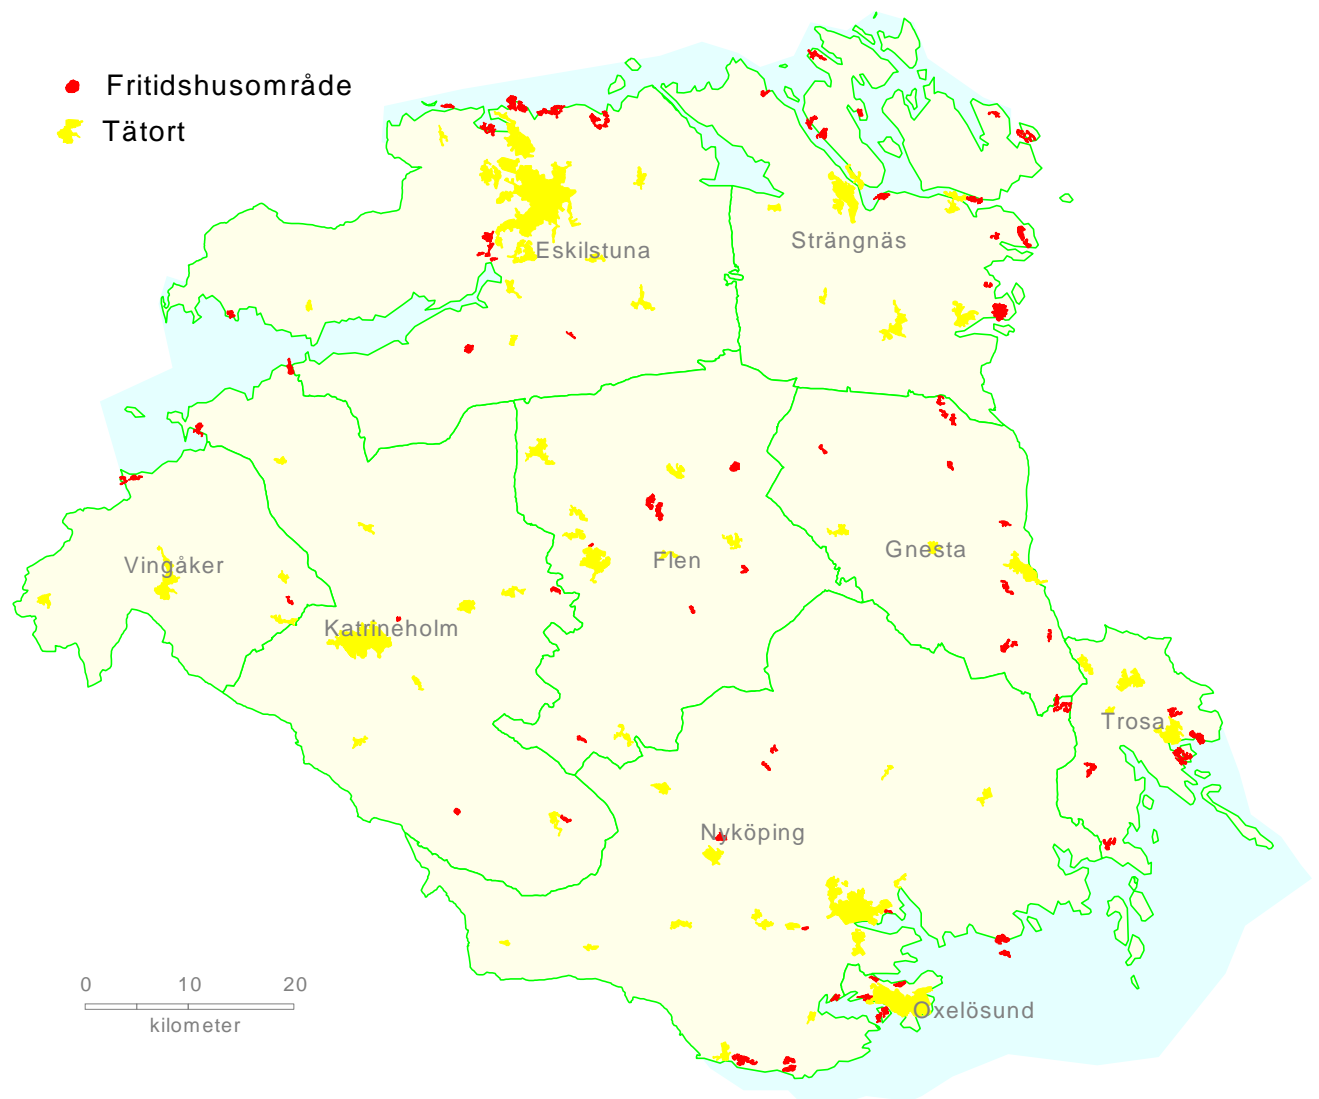 Fritidshusområde
Tätort
Strängnäs
Eskilstuna
Gnesta
Flen
Vingåker
Katrineholm
Trosa
Nyköping
0 10 20
kilometer
Oxelösund